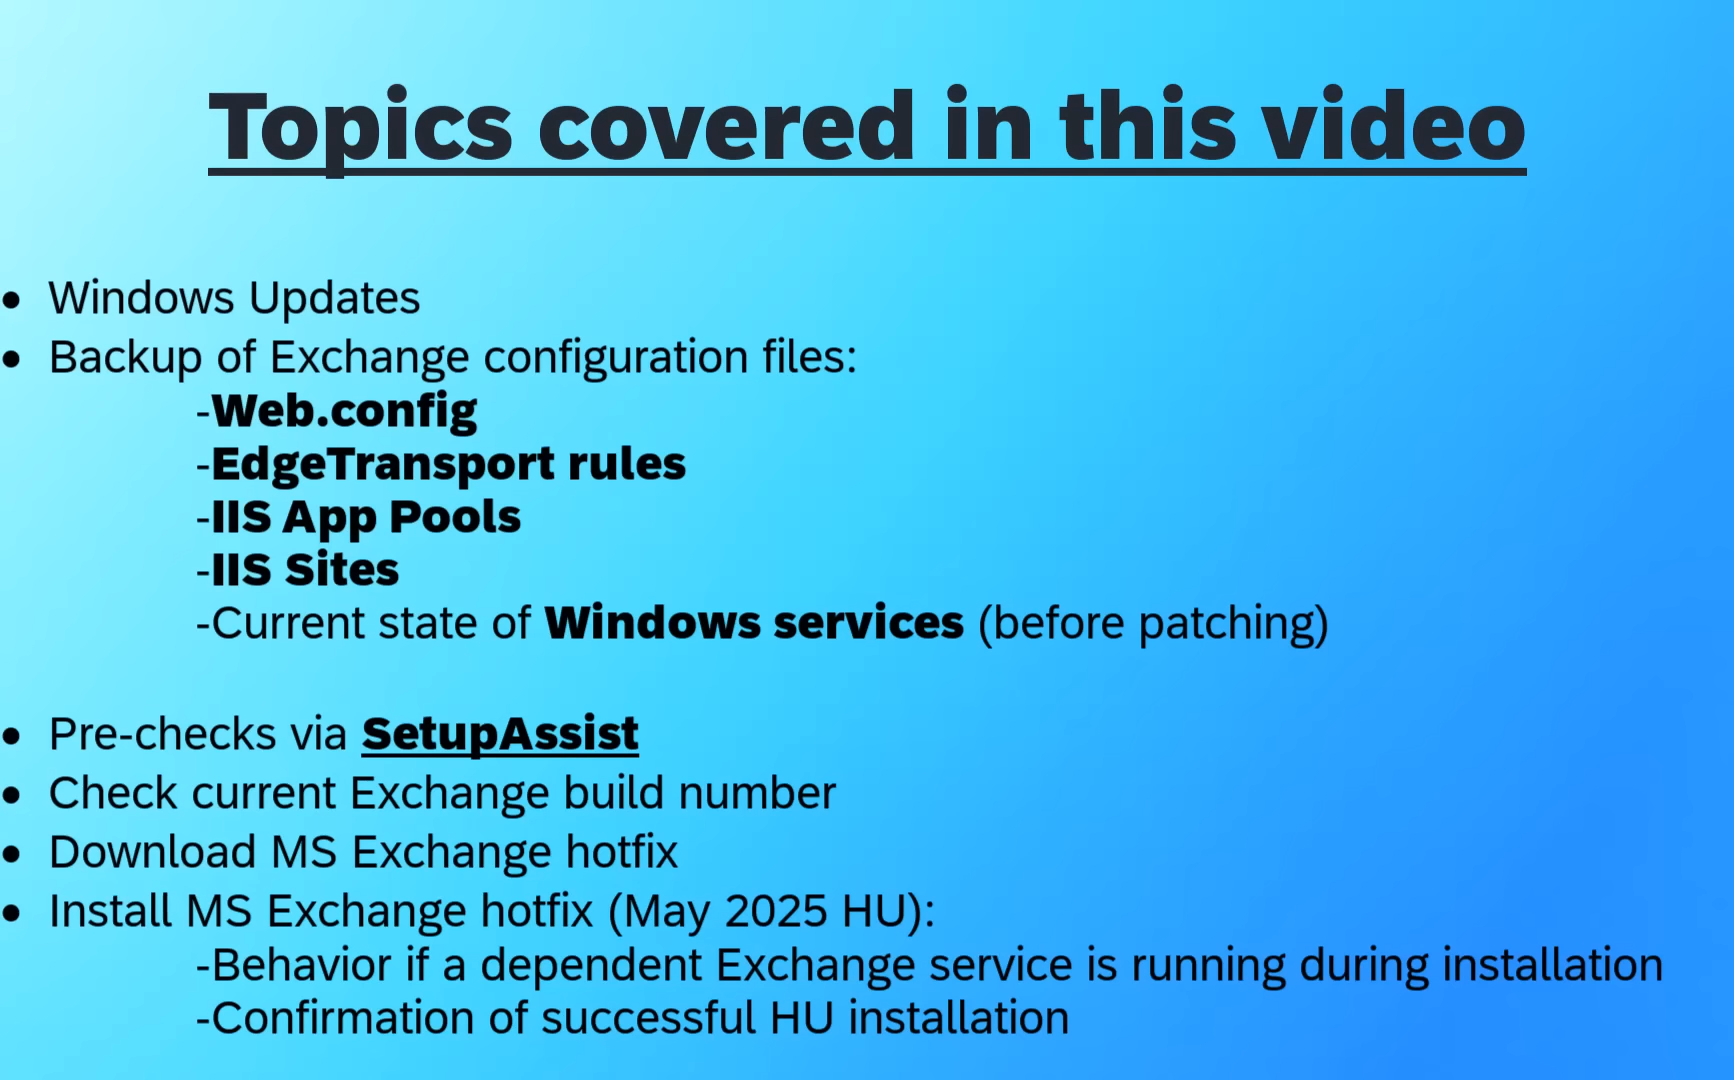 Topics covered in this video
• Windows Updates
• Backup of Exchange configuration files:
-Web.config
-EdgeTransport rules
-IIS App Pools
-IIS Sites
-Current state of Windows services (before patching)
• Pre-checks via SetupAssist
• Check current Exchange build number
• Download MS Exchange hotfix
• Install MS Exchange hotfix (May 2025 HU):
-Behavior if a dependent Exchange service is running during installation
-Confirmation of successful HU installation